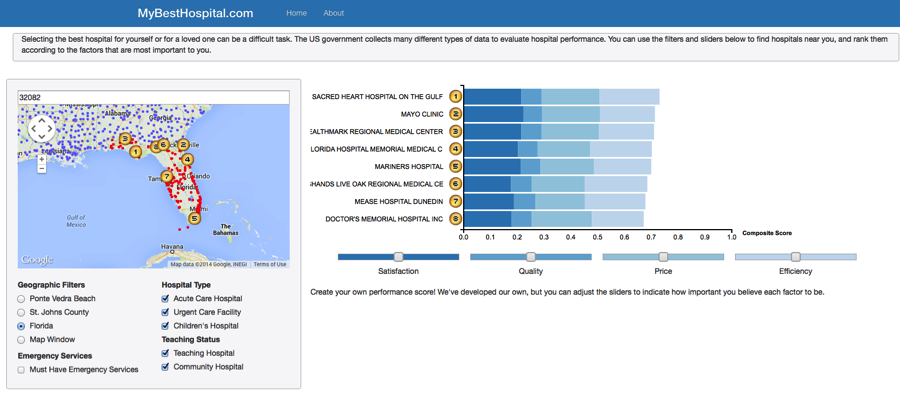 MyBestHospital.com
Home
About
Selecting the best hospital for yourself or for a loved one can be a difficult task. The US government collects many different types of data to evaluate hospital performance. You can use the filters and sliders below to find hospitals near you, and rank them
according to the factors that are most important to you.
32082
Alabama
Georgia
Louisiana
Orlando
Florida
Gulf of
Mexico
The
Bahamas
Havana
Google
Map data ©2014 Google, INEGI
Terms of Use
Geographic Filters
Ponte Vedra Beach
St. Johns County
Florida
Map Window
Emergency Services
Must Have Emergency Services
Hospital Type
Acute Care Hospital
Urgent Care Facility
Children's Hospital
Teaching Status
Teaching Hospital
Community Hospital
SACRED HEART HOSPITAL ON THE GULF 1
MAYO CLINIC 2
EALTHMARK REGIONAL MEDICAL CENTER 3
LORIDA HOSPITAL MEMORIAL MEDICAL C 4
MARINERS HOSPITAL 5
HANDS LIVE OAK REGIONAL MEDICAL CE 6
MEASE HOSPITAL DUNEDIN 7
DOCTOR'S MEMORIAL HOSPITAL INC 8
0.0 0.1 0.2 0.3 0.4 0.5 0.6 0.7 0.8 0.9 1.0
Composite Score
Satisfaction
Quality
Price
Efficiency
Create your own performance score! We've developed our own, but you can adjust the sliders to indicate how important you believe each factor to be.